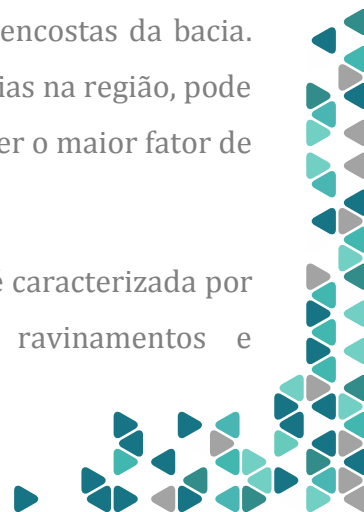 encostas da bacia.
ias na região, pode
er o maior fator de
é caracterizada por
ravinamentos e